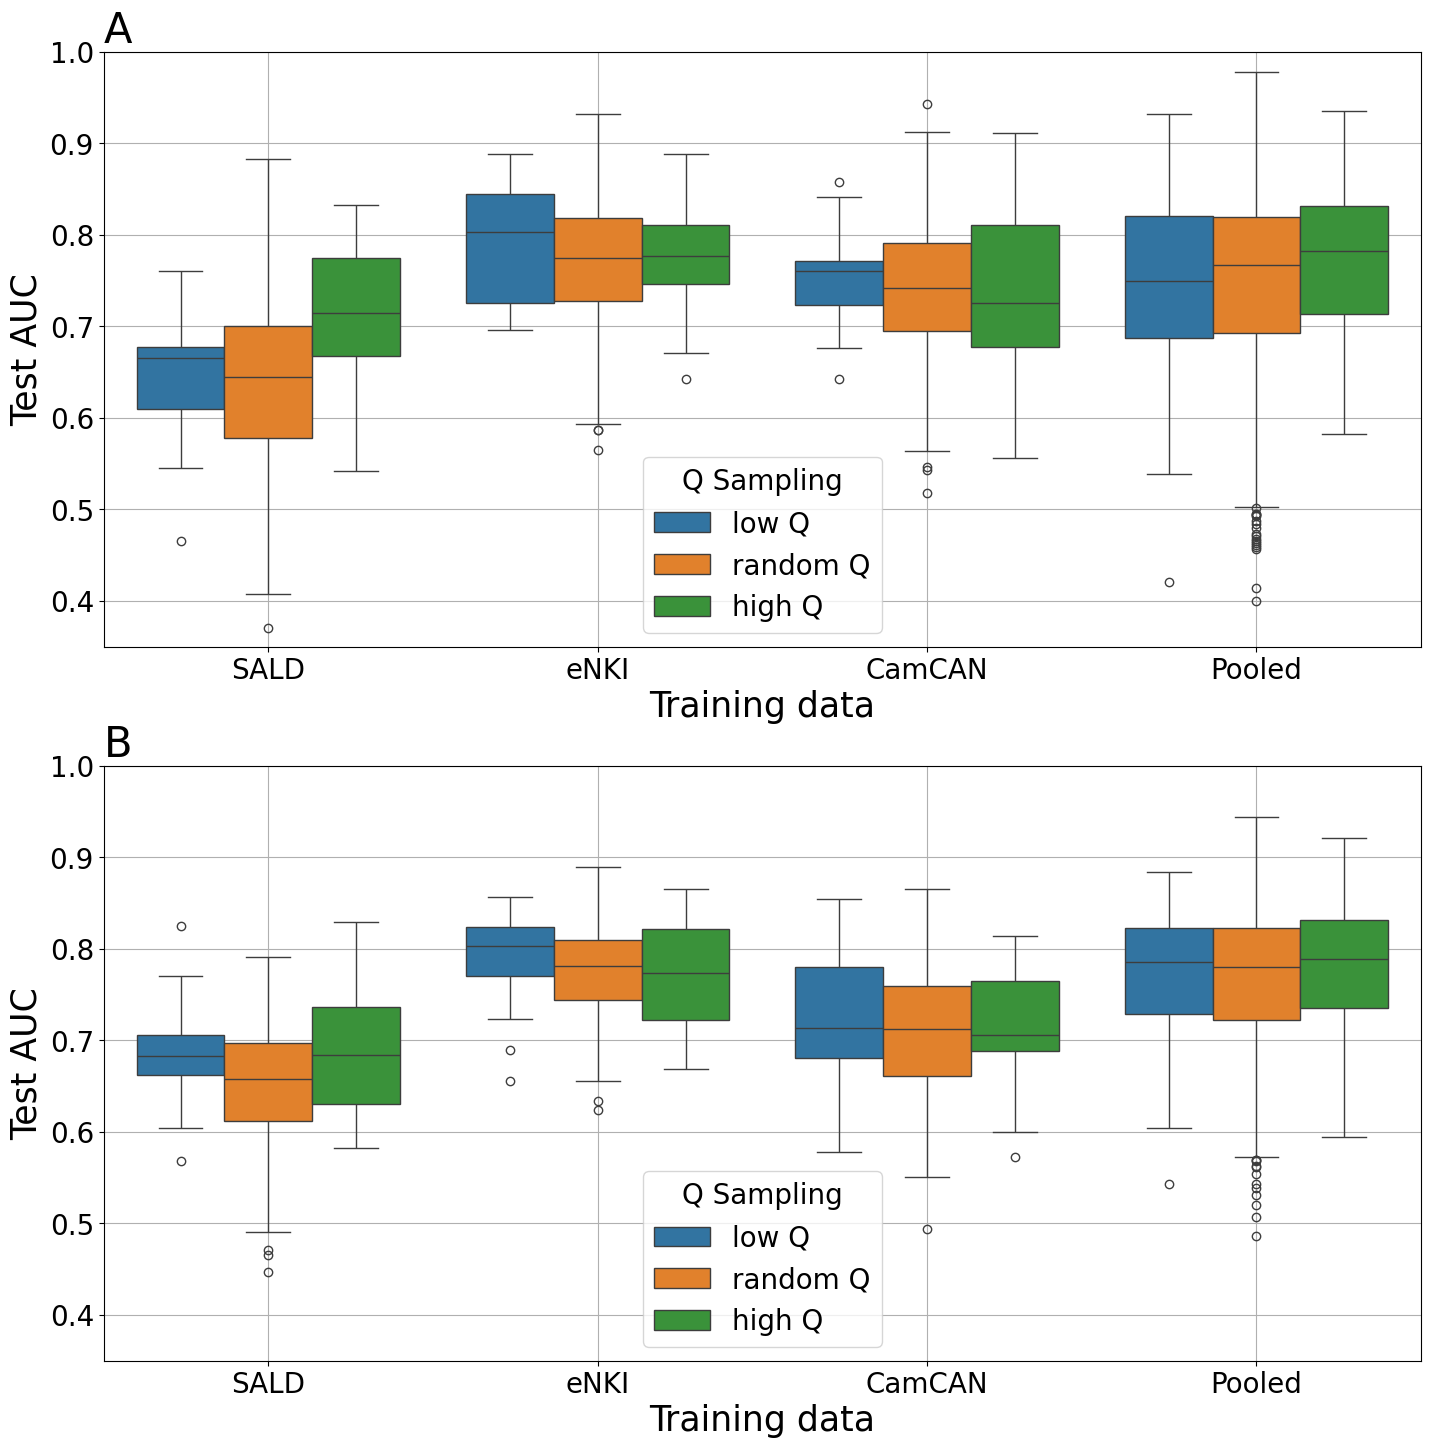 A
1.0
0.9
0.8
0.7
0.6
0.5
0.4
Test AUC
Q Sampling
low Q
random Q
high Q
SALD eNKI CamCAN Pooled
Training data
B
1.0
0.9
0.8
0.7
0.6
0.5
0.4
Test AUC
Q Sampling
low Q
random Q
high Q
SALD eNKI CamCAN Pooled
Training data